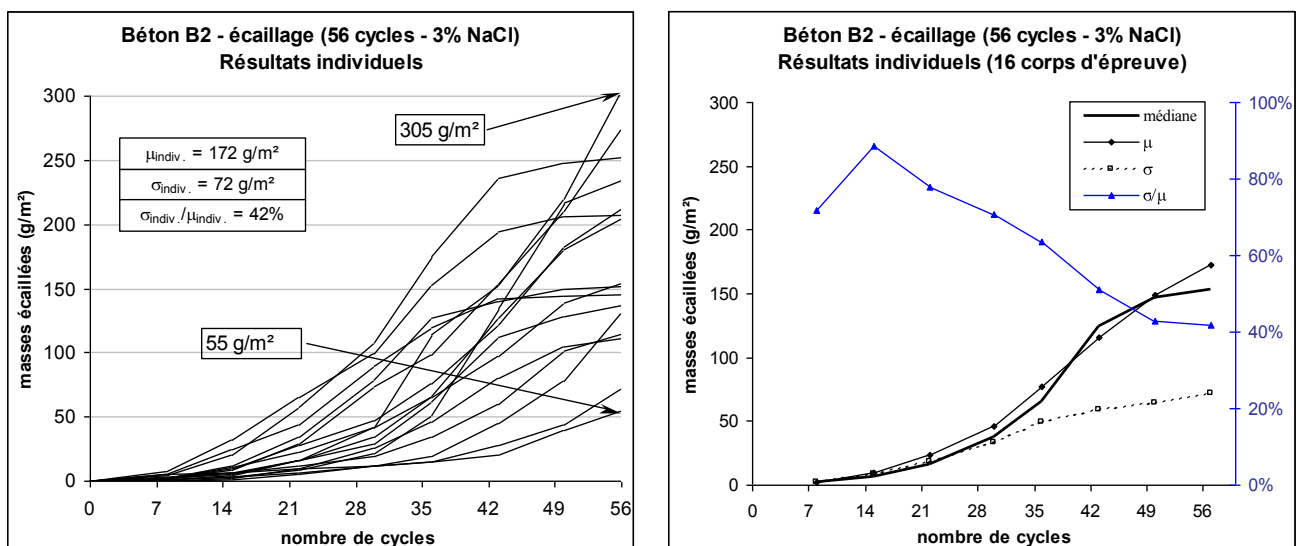 Béton B2 - écaillage (56 cycles - 3% NaCl)
Résultats individuels
masses écaillées (g/m²)
300
250
200
150
100
50
0
µindiv. = 172 g/m²
σindiv. = 72 g/m²
σindiv./µindiv. = 42%
305 g/m²
55 g/m²
0 7 14 21 28 35 42 49 56
nombre de cycles
Béton B2 - écaillage (56 cycles - 3% NaCl)
Résultats individuels (16 corps d'épreuve)
masses écaillées (g/m²)
300
250
200
150
100
50
0
médiane
µ
σ
σ/µ
100%
80%
60%
40%
20%
0%
0 7 14 21 28 35 42 49 56
nombre de cycles